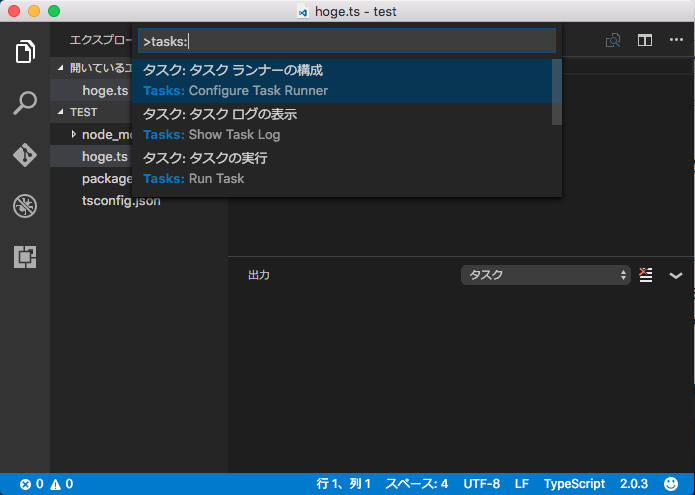 hoge.ts - test
エクスプロー
>tasks:
タスク: タスク ランナーの構成
Tasks: Configure Task Runner
タスク: タスク ログの表示
Tasks: Show Task Log
タスク: タスクの実行
Tasks: Run Task
開いているエ
hoge.ts
TEST
node_mo
hoge.ts
package
tsconfig.json
出力
タスク
0 0
行 1、列 1 スペース: 4 UTF-8 LF TypeScript 2.0.3